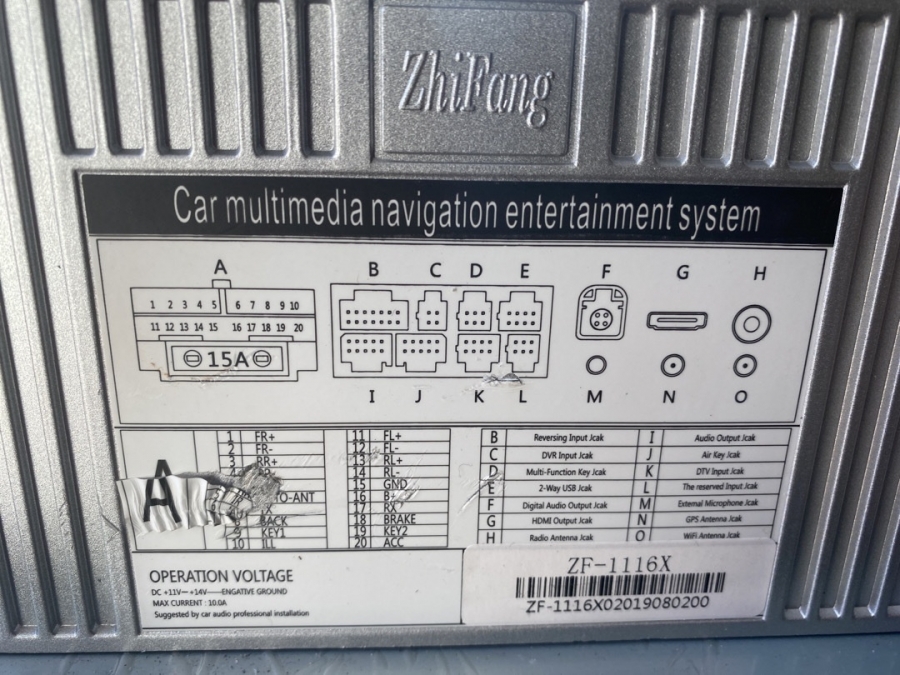 ZhiFang
Car multimedia navigation entertainment system
A B C D E F G H
1 2 3 4 5 6 7 8 9 10
11 12 13 14 15 16 17 18 19 20
15A
I J K L M N O
A
1 FR+ 11 FL+
2 FR- 12 FL-
3 RR+ 13 RL+
14 RL-
15 GND
TO-ANT 16 B+
TX 17 RX
BACK 18 BRAKE
9 KEY1 19 KEY2
10 ILL 20 ACC
B Reversing Input Jcak I Audio Output Jcak
C DVR Input Jcak J Air Key Jcak
D Multi-Function Key Jcak K DTV Input Jcak
E 2-Way USB Jcak L The reserved Input Jcak
F Digital Audio Output Jcak M External Microphone Jcak
G HDMI Output Jcak N GPS Antenna Jcak
H Radio Antenna Jcak O WiFi Antenna Jcak
OPERATION VOLTAGE
DC +11V—+14V——ENGATIVE GROUND
MAX CURRENT : 10.0A
Suggested by car audio professional installation
ZF-1116X
ZF-1116X02019080200